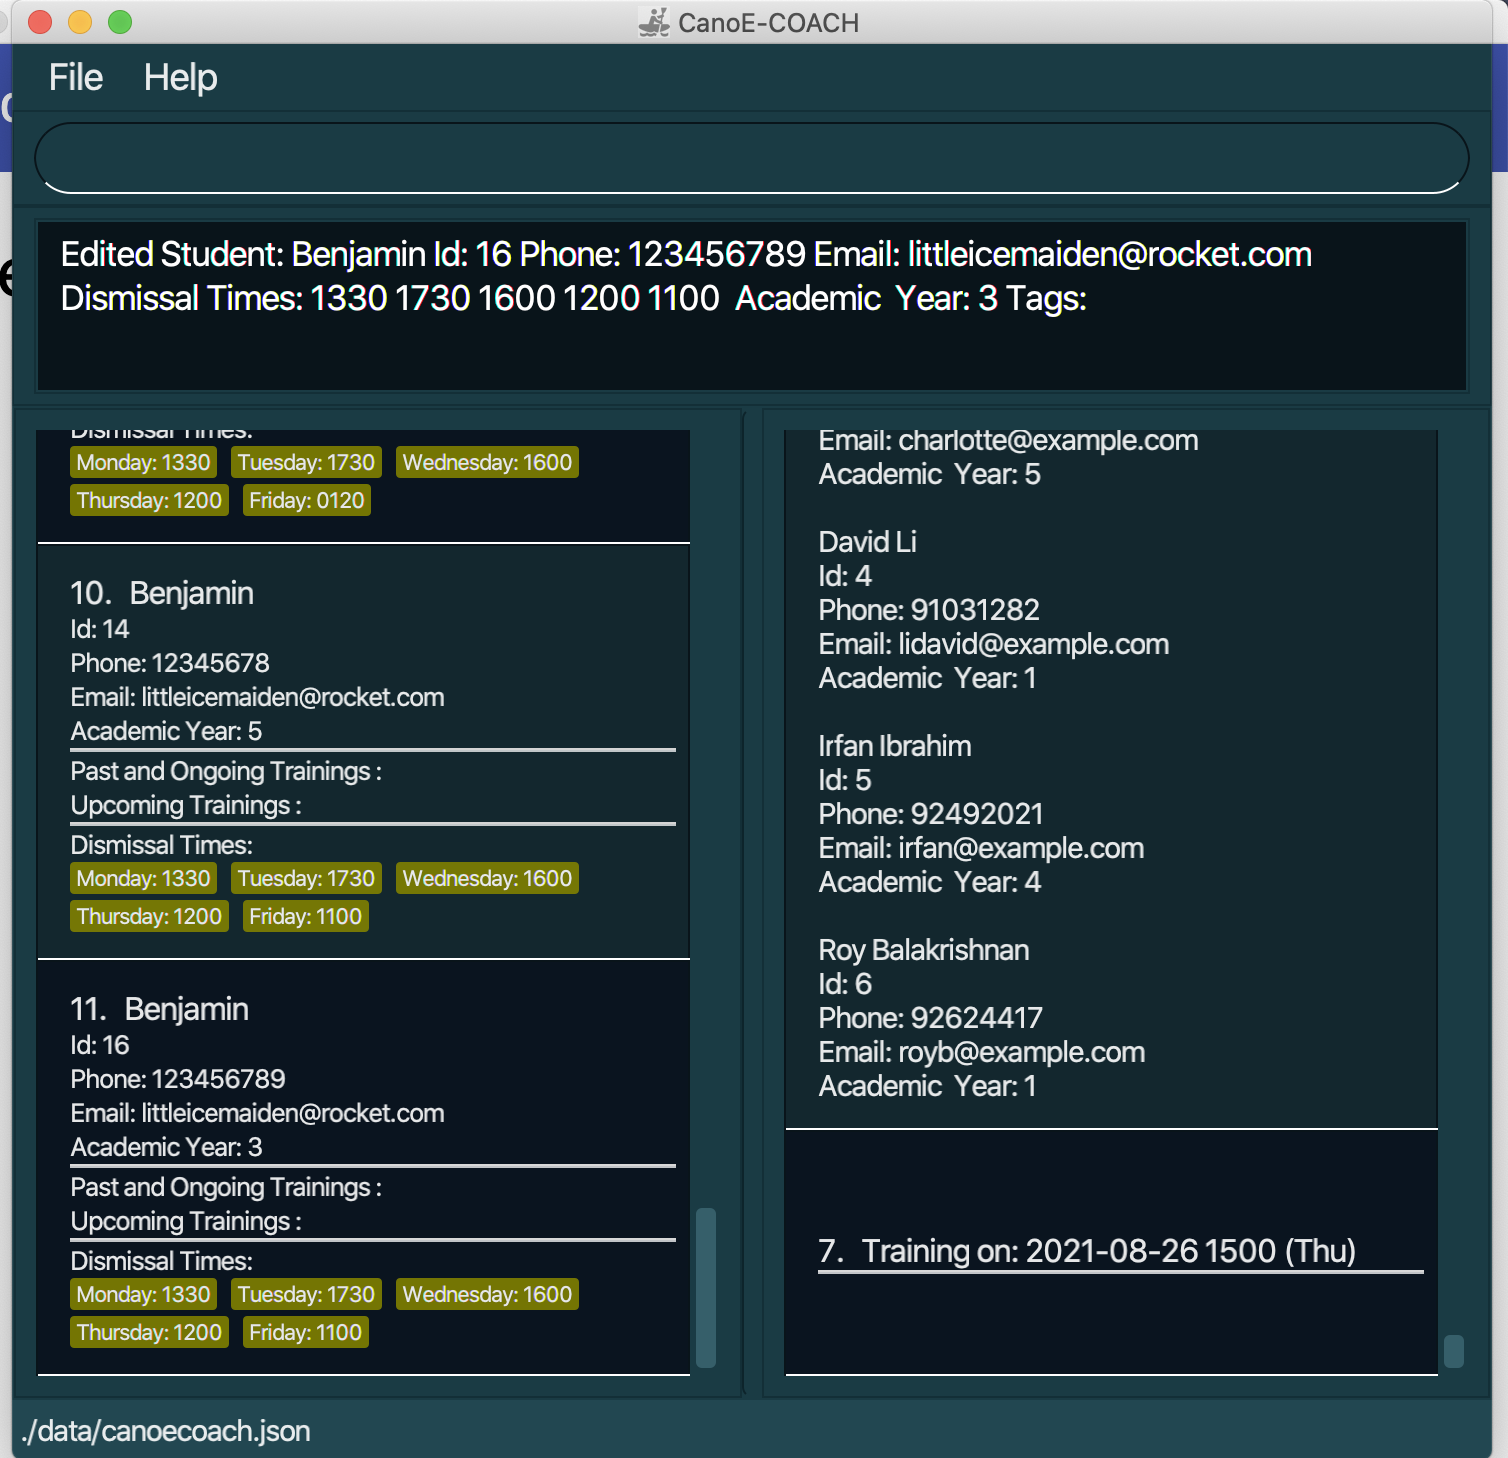 CanoE-COACH
File Help
Edited Student: Benjamin Id: 16 Phone: 123456789 Email: littleicemaiden@rocket.com
Dismissal Times: 1330 1730 1600 1200 1100 Academic Year: 3 Tags:
Dismissal Times:
Monday: 1330 Tuesday: 1730 Wednesday: 1600
Thursday: 1200 Friday: 0120
10. Benjamin
Id: 14
Phone: 12345678
Email: littleicemaiden@rocket.com
Academic Year: 5
Past and Ongoing Trainings :
Upcoming Trainings :
Dismissal Times:
Monday: 1330 Tuesday: 1730 Wednesday: 1600
Thursday: 1200 Friday: 1100
11. Benjamin
Id: 16
Phone: 123456789
Email: littleicemaiden@rocket.com
Academic Year: 3
Past and Ongoing Trainings :
Upcoming Trainings :
Dismissal Times:
Monday: 1330 Tuesday: 1730 Wednesday: 1600
Thursday: 1200 Friday: 1100
Email: charlotte@example.com
Academic Year: 5
David Li
Id: 4
Phone: 91031282
Email: lidavid@example.com
Academic Year: 1
Irfan Ibrahim
Id: 5
Phone: 92492021
Email: irfan@example.com
Academic Year: 4
Roy Balakrishnan
Id: 6
Phone: 92624417
Email: royb@example.com
Academic Year: 1
7. Training on: 2021-08-26 1500 (Thu)
./data/canoecoach.json